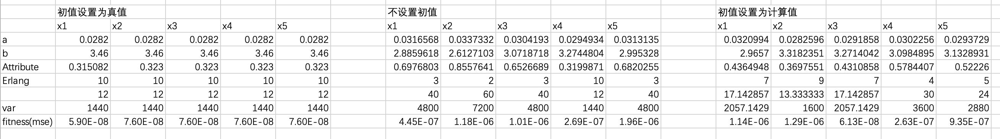 初值设置为真值 不设置初值 初值设置为计算值
x1 x2 x3 x4 x5 x1 x2 x3 x4 x5 x1 x2 x3 x4 x5
a 0.0282 0.0282 0.0282 0.0282 0.0282 0.0316568 0.0337332 0.0304193 0.0294934 0.0313135 0.0320994 0.0282596 0.0291858 0.0302256 0.0293729
b 3.46 3.46 3.46 3.46 3.46 2.8859618 2.6127103 3.0718718 3.2744804 2.995328 2.9657 3.3182351 3.2714042 3.0984895 3.1328931
Attribute 0.315082 0.323 0.323 0.323 0.323 0.6976803 0.8557641 0.6526689 0.3199871 0.6820255 0.4364948 0.3697551 0.4310858 0.5784407 0.52226
Erlang 10 10 10 10 10 3 2 3 10 3 7 9 7 4 5
12 12 12 12 12 40 60 40 12 40 17.142857 13.333333 17.142857 30 24
var 1440 1440 1440 1440 1440 4800 7200 4800 1440 4800 2057.1429 1600 2057.1429 3600 2880
fitness(mse) 5.90E-08 7.60E-08 7.60E-08 7.60E-08 7.60E-08 4.45E-07 1.18E-06 1.01E-06 2.69E-07 1.96E-06 1.14E-06 1.29E-06 6.13E-08 2.63E-07 9.35E-07